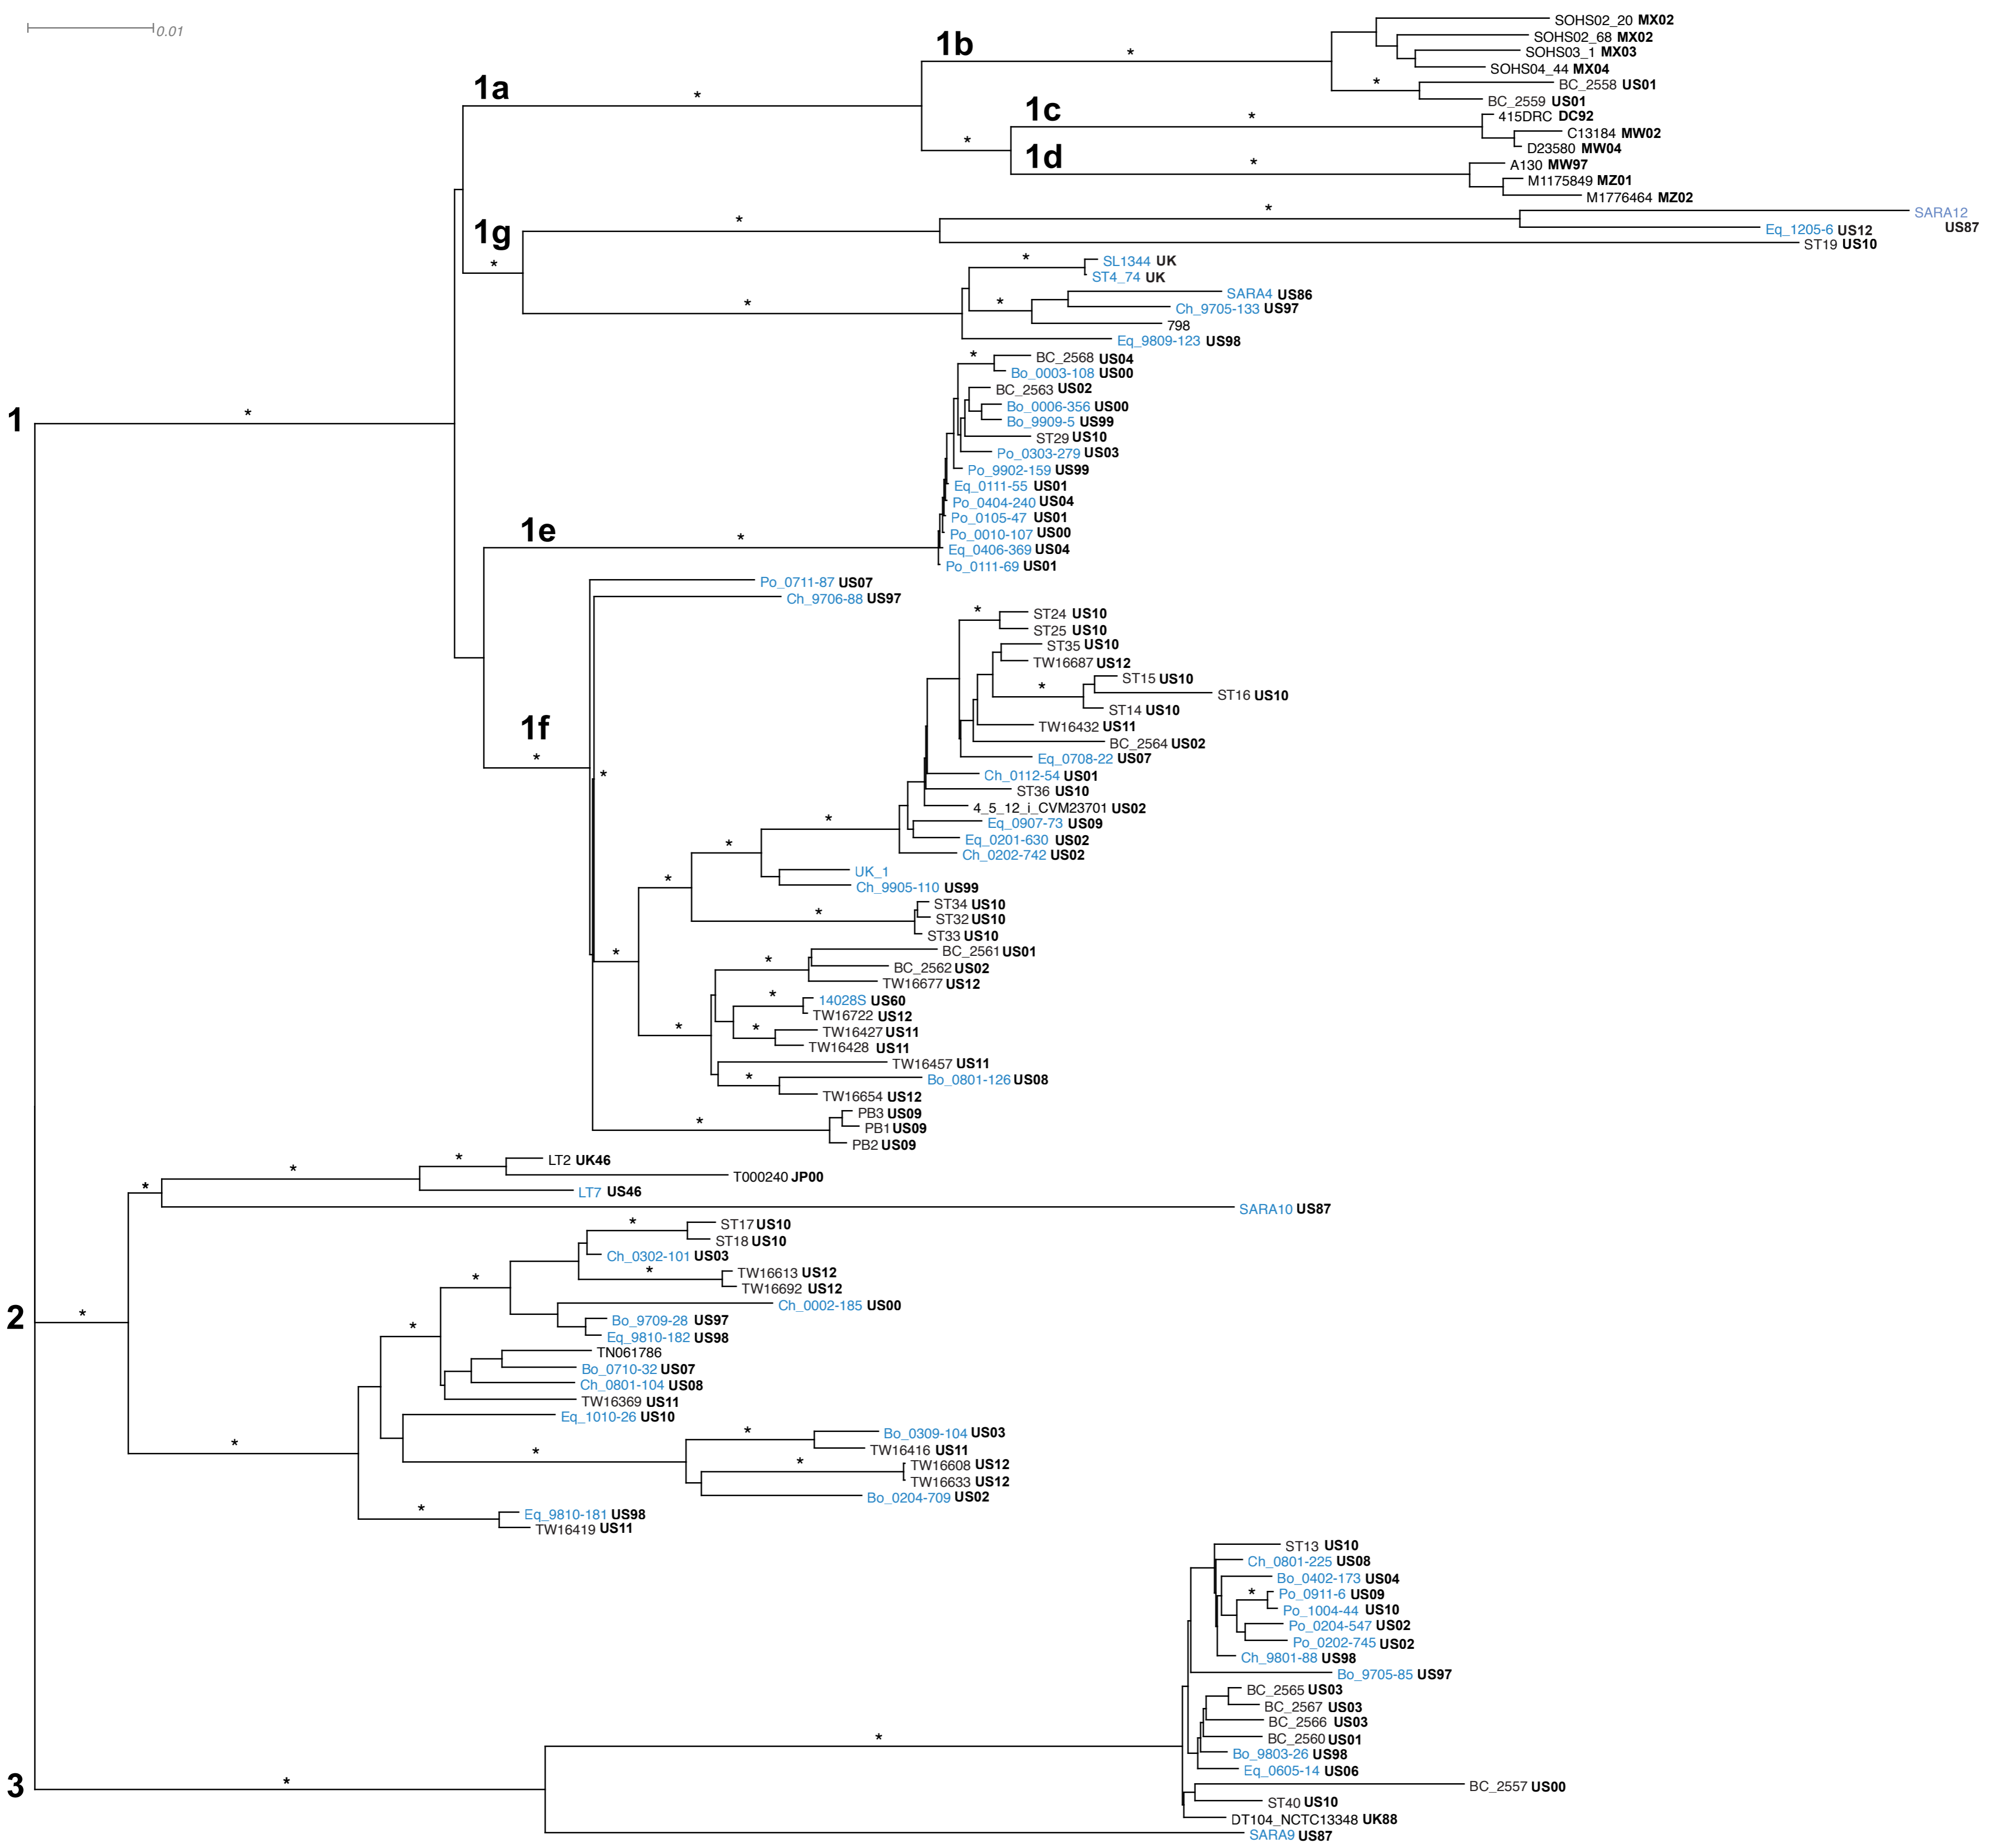 0.01
SOHS02_20 MX02
1b
SOHS02_68 MX02
SOHS03_1 MX03
SOHS04_44 MX04
*
1a
*
* BC_2558 US01
BC_2559 US01
1c
*
415DRC DC92
C13184 MW02
*
D23580 MW04
1d
*
A130 MW97
M1175849 MZ01
M1776464 MZ02
*
SARA12
US87
*
1g
Eq_1205-6 US12
ST19 US10
*
* SL1344 UK
ST4_74 UK
*
* SARA4 US86
Ch_9705-133 US97
798
Eq_9809-123 US98
* BC_2568 US04
Bo_0003-108 US00
BC_2563 US02
Bo_0006-356 US00
1
*
Bo_9909-5 US99
ST29 US10
Po_0303-279 US03
Po_9902-159 US99
Eq_0111-55 US01
Po_0404-240 US04
Po_0105-47 US01
1e
*
Po_0010-107 US00
Eq_0406-369 US04
Po_0111-69 US01
Po_0711-87 US07
Ch_9706-88 US97
* ST24 US10
ST25 US10
ST35 US10
TW16687 US12
* ST15 US10
ST16 US10
ST14 US10
1f
*
TW16432 US11
BC_2564 US02
Eq_0708-22 US07
*
Ch_0112-54 US01
ST36 US10
4_5_12_i_CVM23701 US02
*
Eq_0907-73 US09
Eq_0201-630 US02
*
Ch_0202-742 US02
UK_1
*
Ch_9905-110 US99
ST34 US10
*
ST32 US10
ST33 US10
*
BC_2561 US01
*
BC_2562 US02
TW16677 US12
*
14028S US60
TW16722 US12
*
* TW16427 US11
TW16428 US11
TW16457 US11
* Bo_0801-126 US08
TW16654 US12
*
PB3 US09
PB1 US09
PB2 US09
* LT2 UK46
*
T000240 JP00
*
LT7 US46
SARA10 US87
* ST17 US10
ST18 US10
Ch_0302-101 US03
* TW16613 US12
*
TW16692 US12
2
*
Ch_0002-185 US00
*
Bo_9709-28 US97
Eq_9810-182 US98
TN061786
Bo_0710-32 US07
Ch_0801-104 US08
TW16369 US11
Eq_1010-26 US10
*
* Bo_0309-104 US03
*
TW16416 US11
* TW16608 US12
TW16633 US12
Bo_0204-709 US02
* Eq_9810-181 US98
TW16419 US11
ST13 US10
Ch_0801-225 US08
Bo_0402-173 US04
* Po_0911-6 US09
Po_1004-44 US10
Po_0204-547 US02
Po_0202-745 US02
Ch_9801-88 US98
Bo_9705-85 US97
BC_2565 US03
BC_2567 US03
BC_2566 US03
*
BC_2560 US01
Bo_9803-26 US98
Eq_0605-14 US06
3
*
BC_2557 US00
ST40 US10
DT104_NCTC13348 UK88
SARA9 US87